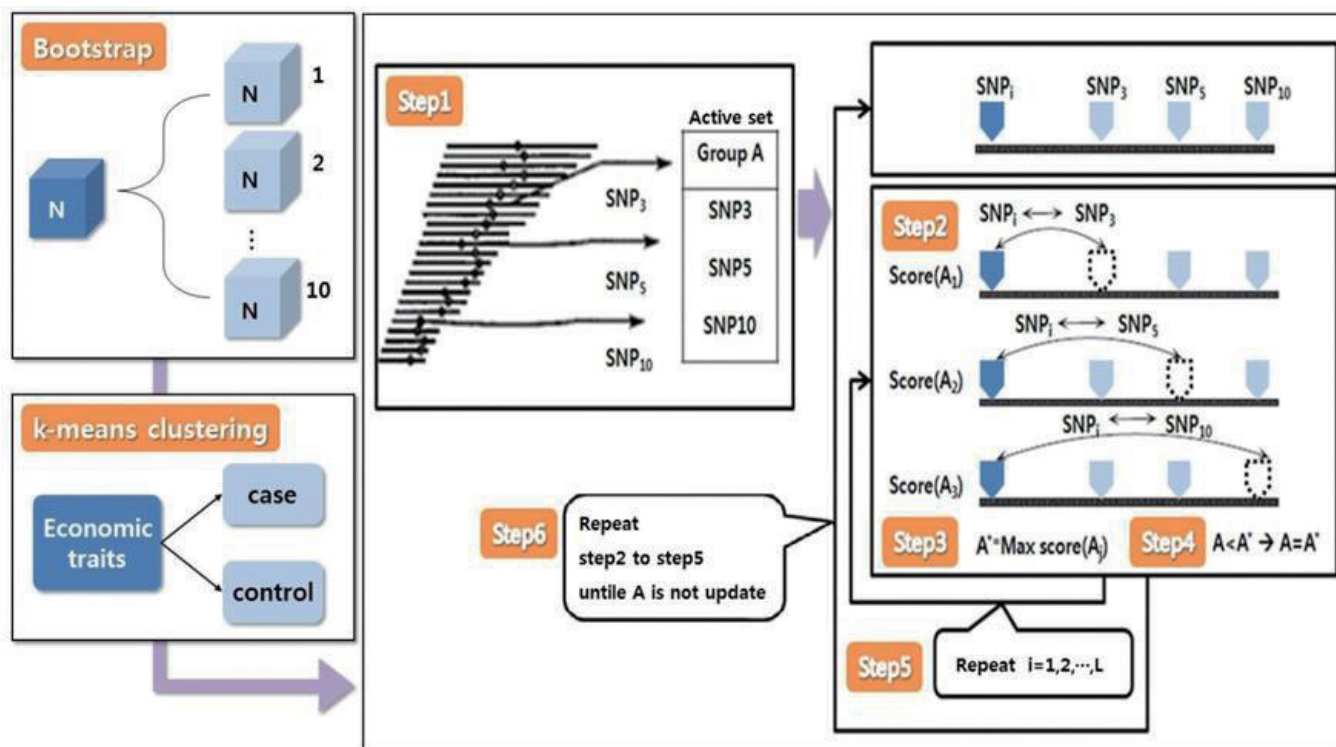 Bootstrap
N
N
1
N
2
⋮
N
10
k-means clustering
Economic
traits
case
control
Step1
Active set
Group A
SNP3
SNP5
SNP10
SNP₃
SNP₅
SNP₁₀
SNPᵢ
SNP₃
SNP₅
SNP₁₀
Step2
SNPᵢ ↔ SNP₃
Score(A₁)
SNPᵢ ↔ SNP₅
Score(A₂)
SNPᵢ ↔ SNP₁₀
Score(A₃)
Step3
A*=Max score(Aⱼ)
Step4
A<A* → A=A*
Step5
Repeat i=1,2,⋯,L
Step6
Repeat
step2 to step5
untile A is not update